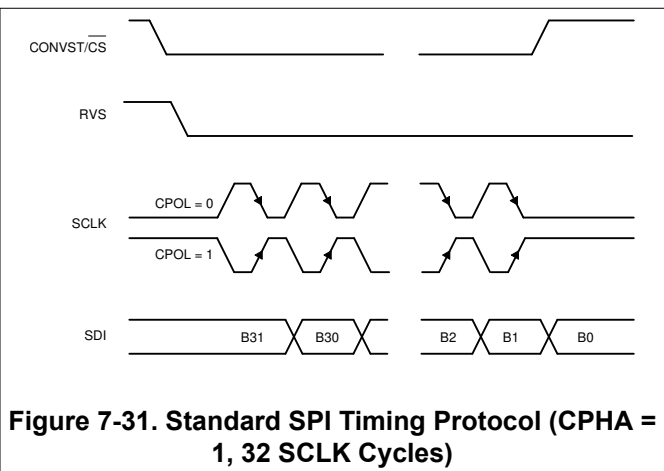 CONVST/CS
RVS
CPOL = 0
SCLK
CPOL = 1
SDI B31 B30 B2 B1 B0
Figure 7-31. Standard SPI Timing Protocol (CPHA =
1, 32 SCLK Cycles)